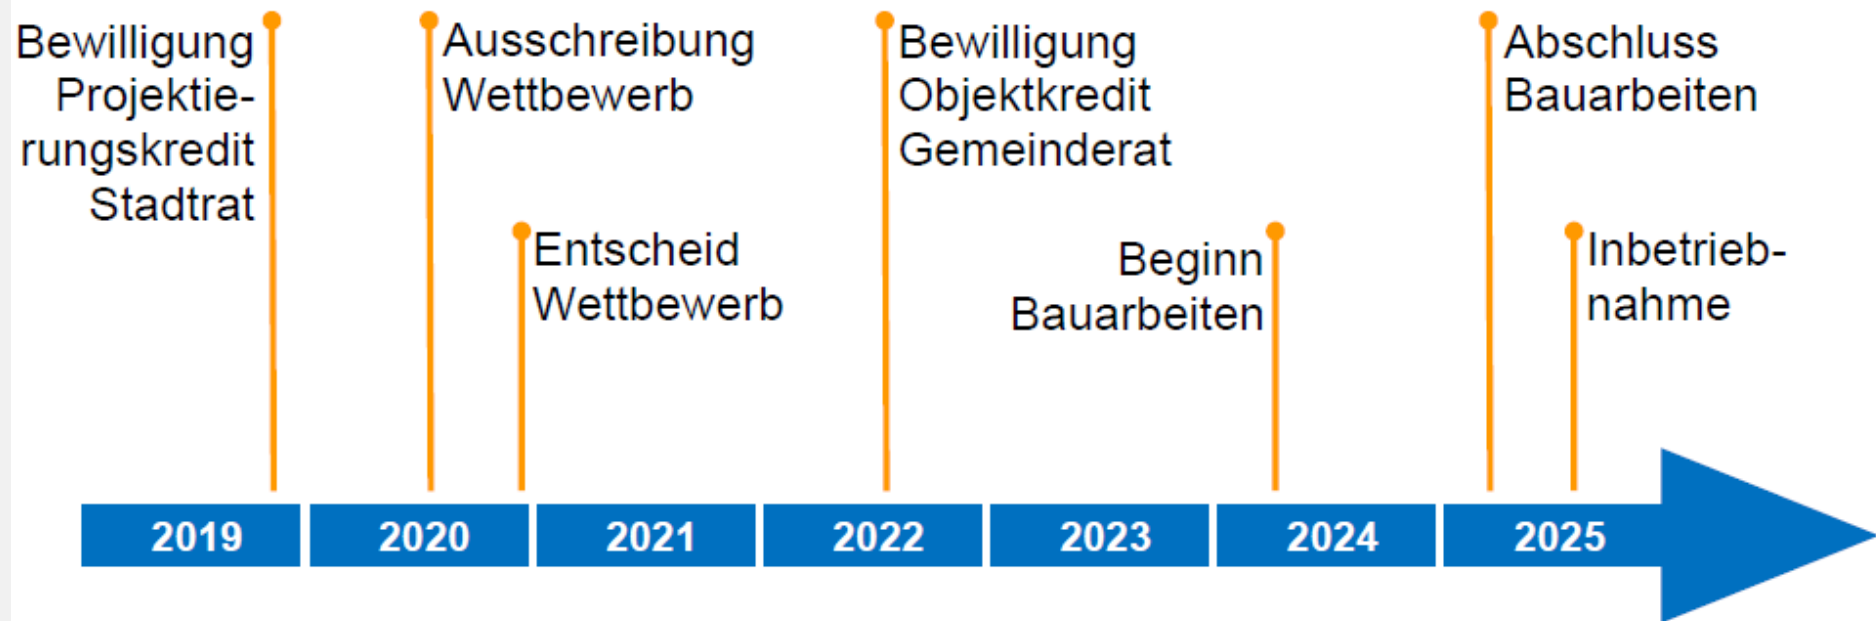 Bewilligung
Projektie-
rungskredit
Stadtrat
Ausschreibung
Wettbewerb
Entscheid
Wettbewerb
Bewilligung
Objektkredit
Gemeinderat
Beginn
Bauarbeiten
Abschluss
Bauarbeiten
Inbetrieb-
nahme
2019 2020 2021 2022 2023 2024 2025